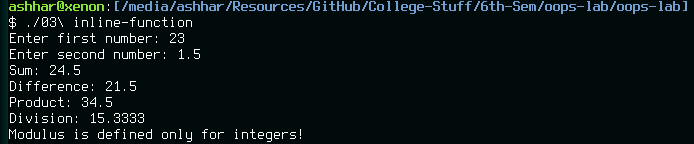 ashhar@xenon:[/media/ashhar/Resources/GitHub/College-Stuff/6th-Sem/oops-lab/oops-lab]
$ ./03\ inline-function
Enter first number: 23
Enter second number: 1.5
Sum: 24.5
Difference: 21.5
Product: 34.5
Division: 15.3333
Modulus is defined only for integers!